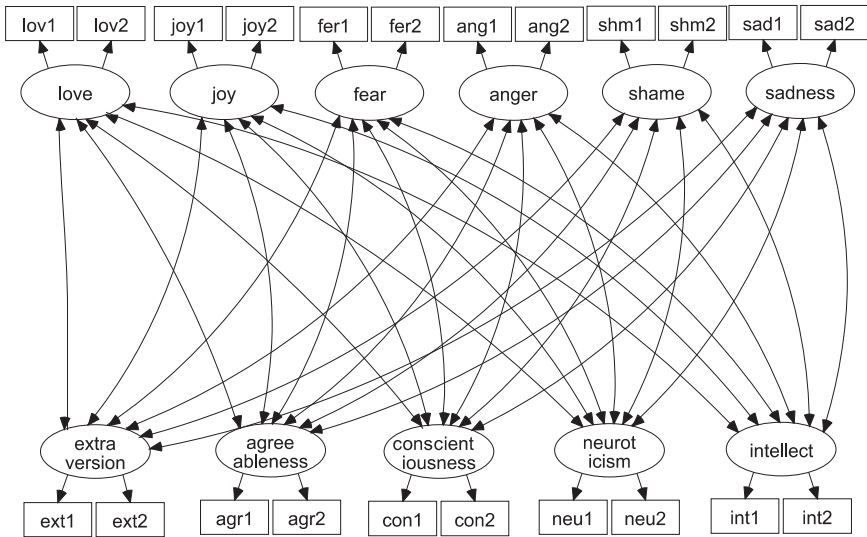 lov1 lov2 joy1 joy2 fer1 fer2 ang1 ang2 shm1 shm2 sad1 sad2
love joy fear anger shame sadness
extra agree conscient neurot intellect
version ableness iousness icism
ext1 ext2 agr1 agr2 con1 con2 neu1 neu2 int1 int2